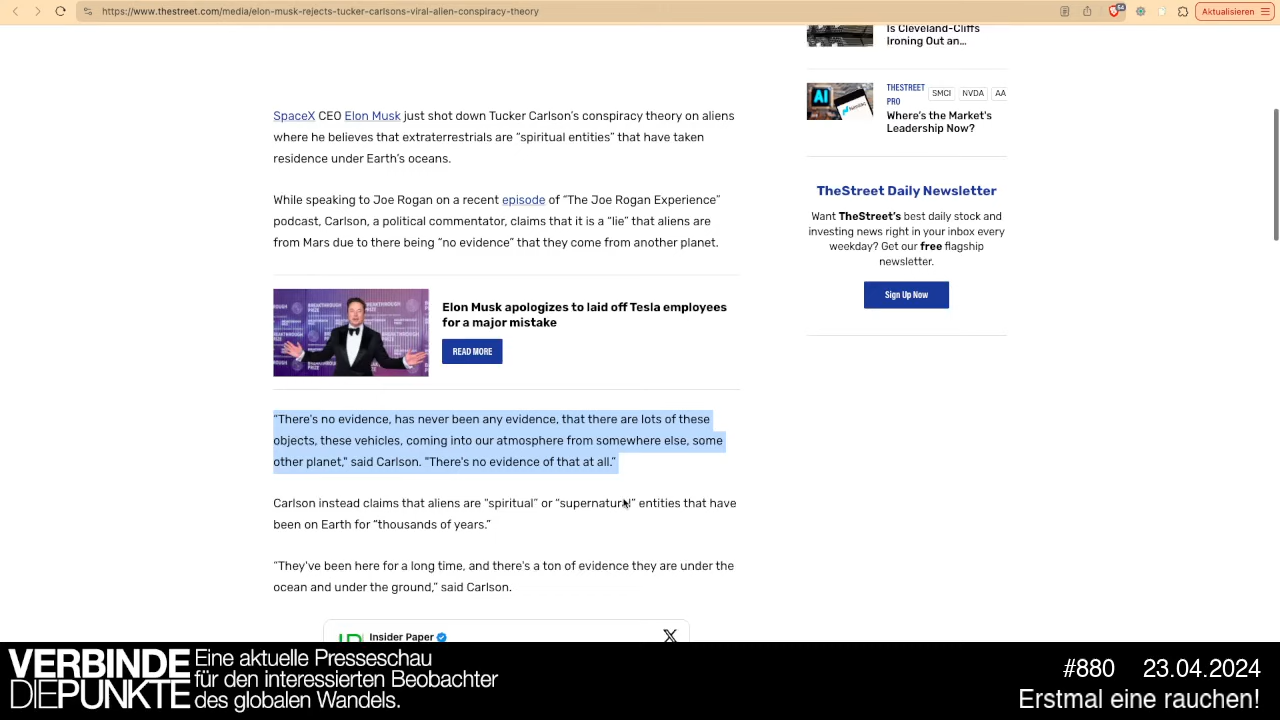 https://www.thestreet.com/media/elon-musk-rejects-tucker-carlsons-viral-alien-conspiracy-theory
54
Aktualisieren
Is Cleveland-Cliffs
Ironing Out an…
AI
THESTREET
PRO
SMCI
NVDA
AA
Where's the Market's
Leadership Now?
SpaceX CEO Elon Musk just shot down Tucker Carlson’s conspiracy theory on aliens
where he believes that extraterrestrials are “spiritual entities” that have taken
residence under Earth’s oceans.
While speaking to Joe Rogan on a recent episode of “The Joe Rogan Experience”
podcast, Carlson, a political commentator, claims that it is a “lie” that aliens are
from Mars due to there being “no evidence” that they come from another planet.
TheStreet Daily Newsletter
Want TheStreet’s best daily stock and
investing news right in your inbox every
weekday? Get our free flagship
newsletter.
Sign Up Now
Elon Musk apologizes to laid off Tesla employees
for a major mistake
READ MORE
“There’s no evidence, has never been any evidence, that there are lots of these
objects, these vehicles, coming into our atmosphere from somewhere else, some
other planet," said Carlson. "There’s no evidence of that at all.”
Carlson instead claims that aliens are “spiritual” or “supernatural” entities that have
been on Earth for “thousands of years.”
“They’ve been here for a long time, and there’s a ton of evidence they are under the
ocean and under the ground,” said Carlson.
Insider Paper
VERBINDE
DIEPUNKTE
Eine aktuelle Presseschau
für den interessierten Beobachter
des globalen Wandels.
#880 23.04.2024
Erstmal eine rauchen!